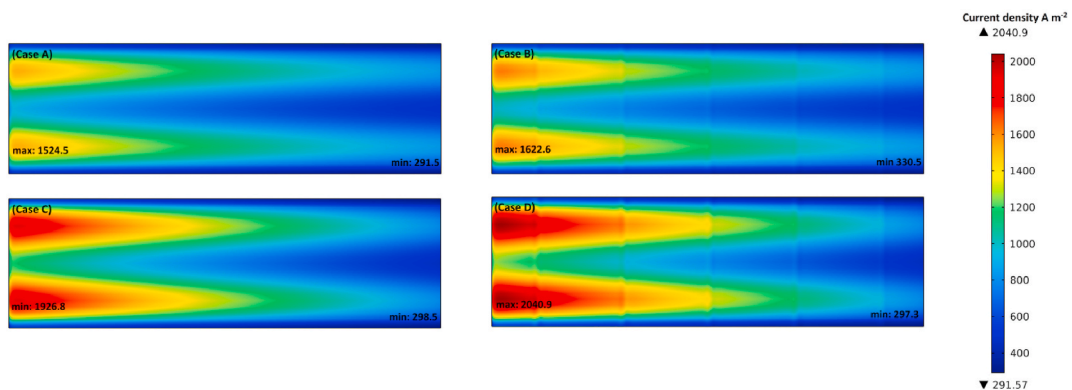 Current density A m⁻²
▲ 2040.9
(Case A)
max: 1524.5
min: 291.5
(Case B)
max: 1622.6
min 330.5
(Case C)
min: 1926.8
298.5
(Case D)
max: 2040.9
min: 297.3
2000
1800
1600
1400
1200
1000
800
600
400
▼ 291.57